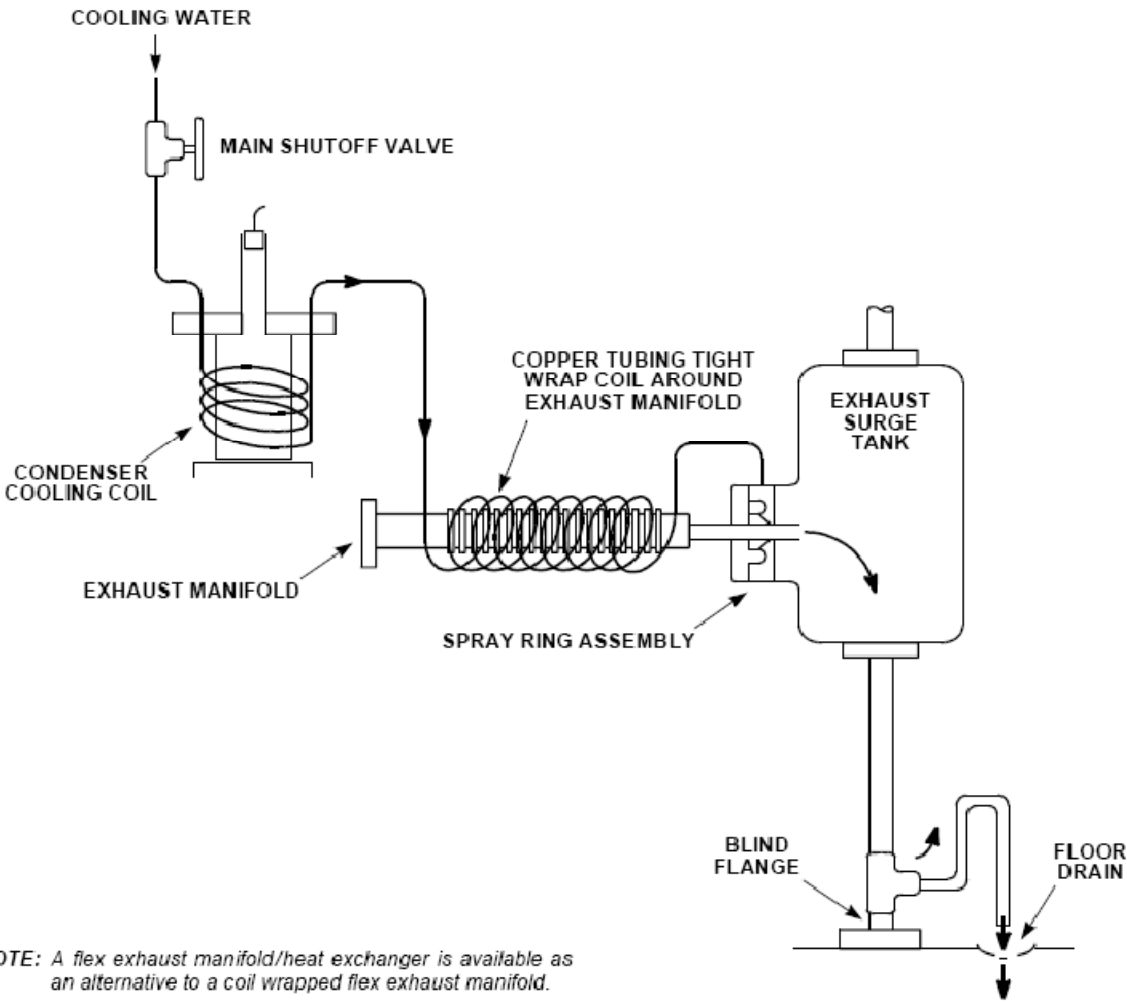 COOLING WATER
MAIN SHUTOFF VALVE
COPPER TUBING TIGHT
WRAP COIL AROUND
EXHAUST MANIFOLD
EXHAUST
SURGE
TANK
CONDENSER
COOLING COIL
EXHAUST MANIFOLD
SPRAY RING ASSEMBLY
BLIND
FLANGE
FLOOR
DRAIN
OTE: A flex exhaust manifold/heat exchanger is available as
an alternative to a coil wrapped flex exhaust manifold.